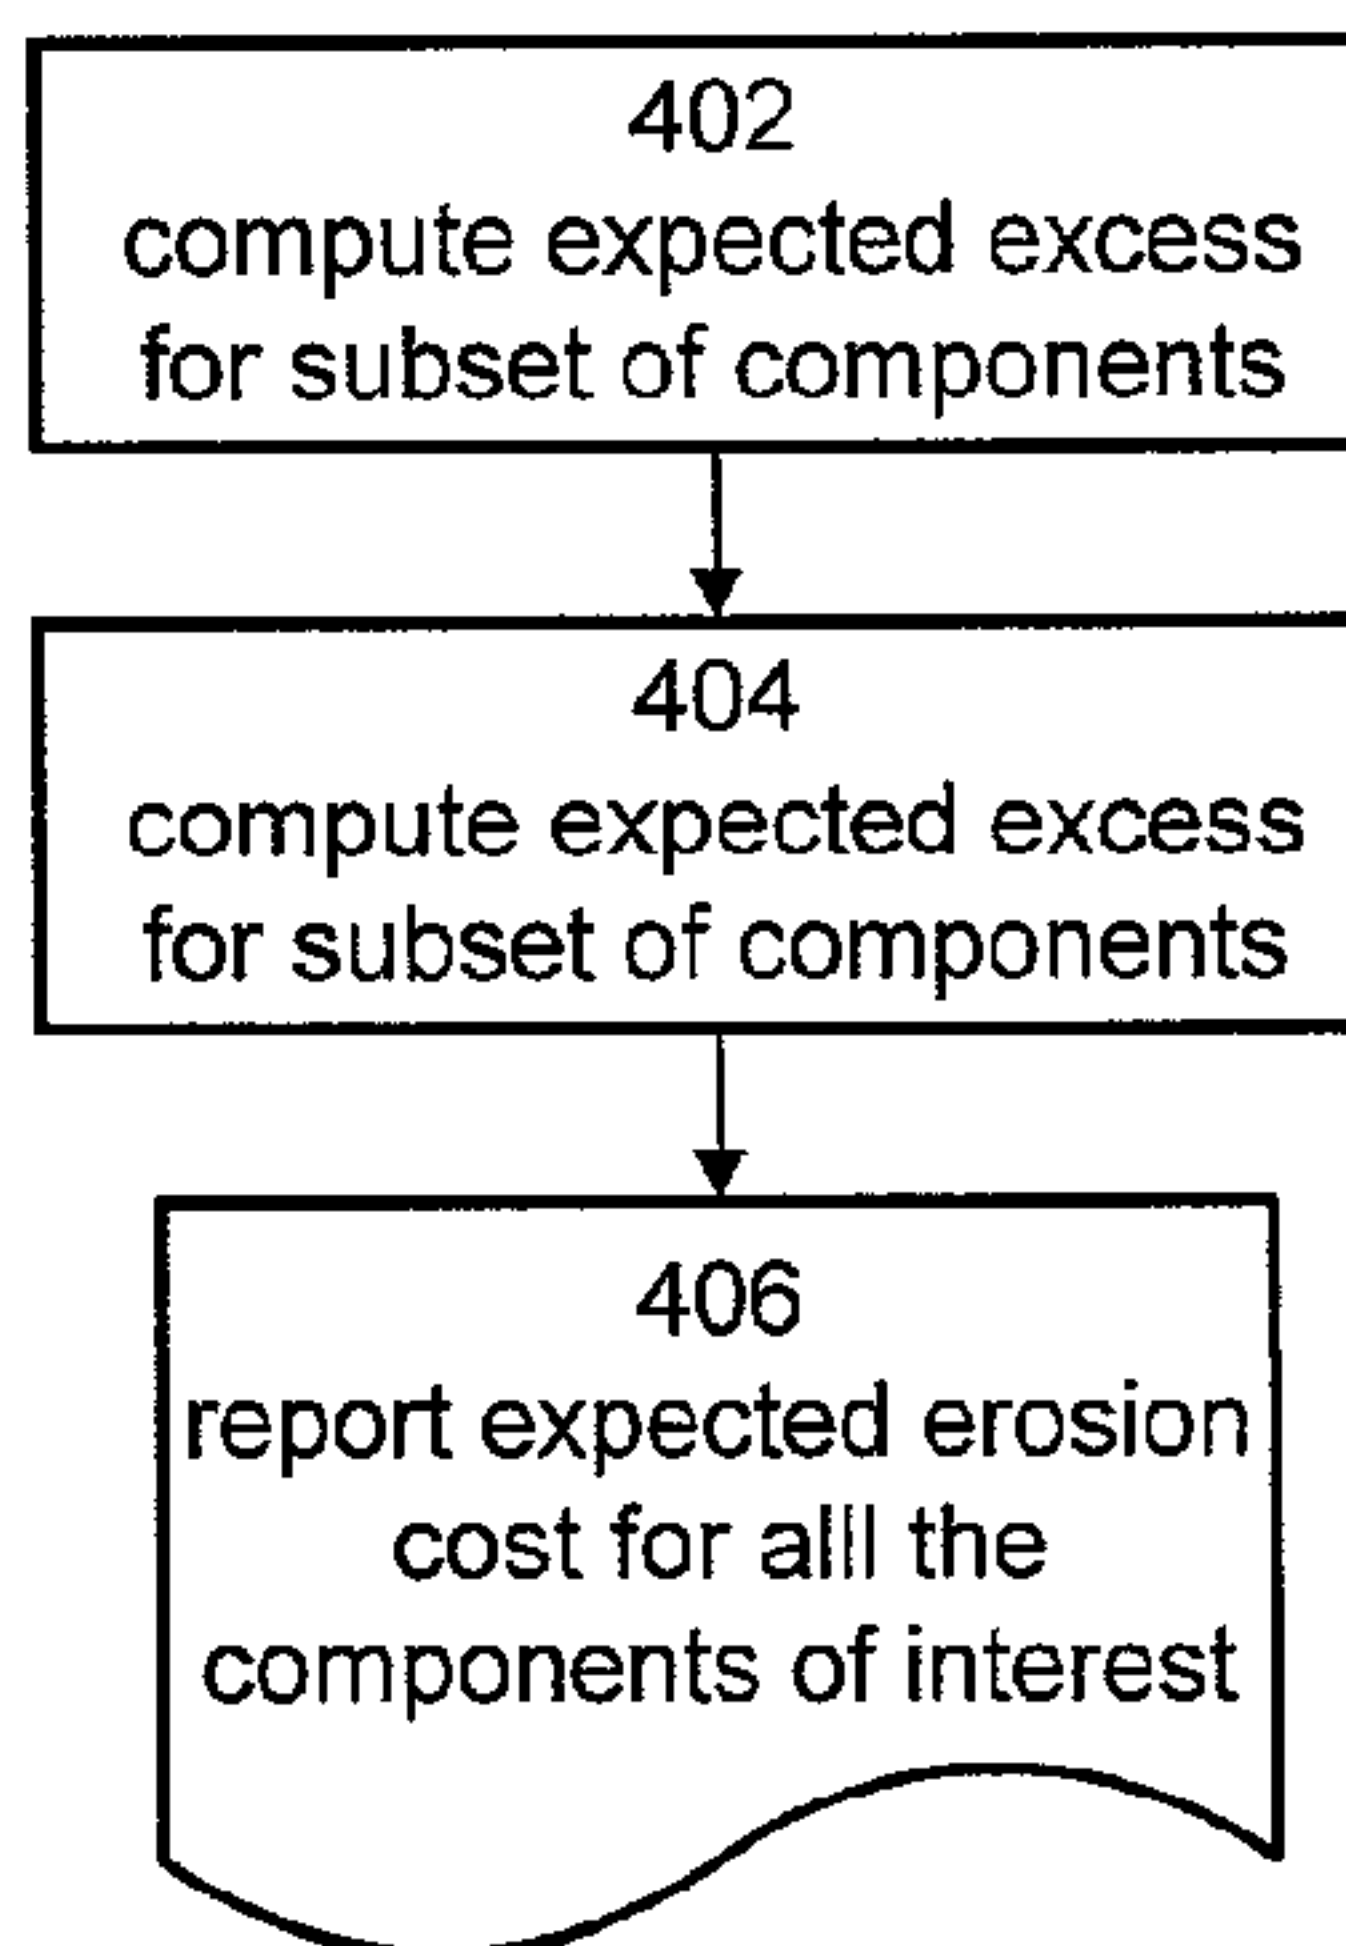 402
compute expected excess
for subset of components
404
compute expected excess
for subset of components
406
report expected erosion
cost for alll the
components of interest